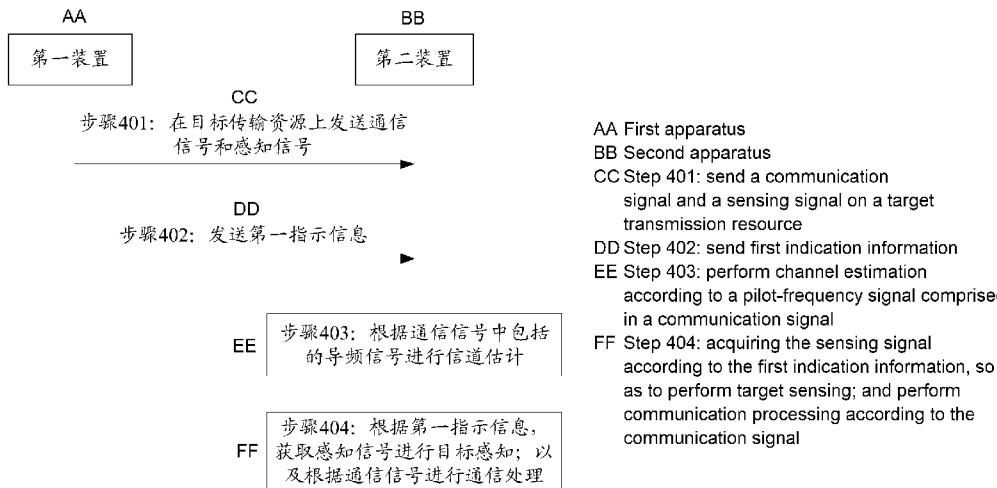 AA
BB
第一装置
第二装置
CC
步骤401：在目标传输资源上发送通信
信号和感知信号
DD
步骤402：发送第一指示信息
EE
步骤403：根据通信信号中包括
的导频信号进行信道估计
FF
步骤404：根据第一指示信息，
获取感知信号进行目标感知；以
及根据通信信号进行通信处理
AA First apparatus
BB Second apparatus
CC Step 401: send a communication
signal and a sensing signal on a target
transmission resource
DD Step 402: send first indication information
EE Step 403: perform channel estimation
according to a pilot-frequency signal comprise
in a communication signal
FF Step 404: acquiring the sensing signal
according to the first indication information, so
as to perform target sensing; and perform
communication processing according to the
communication signal